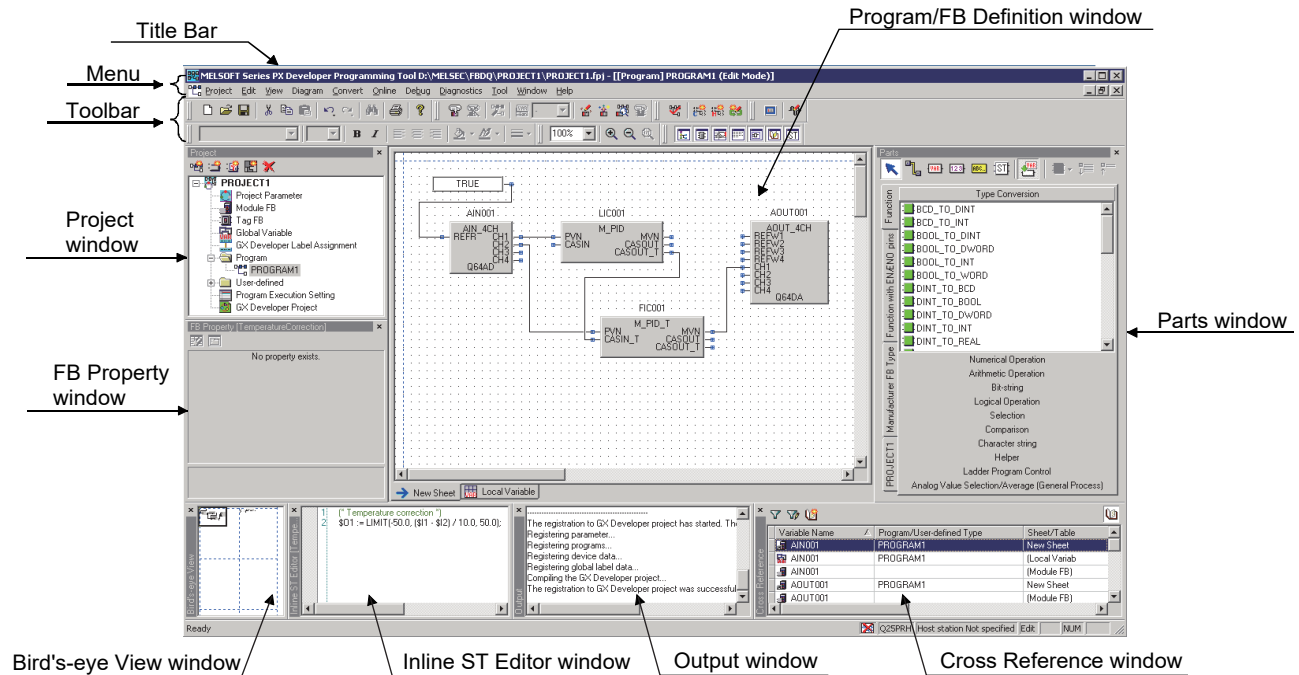 Title Bar
Program/FB Definition window
Menu
Toolbar
MELSOFT Series PX Developer Programming Tool D:\MELSEC\FBDQ\PROJECT1\PROJECT1.fpj - [[Program] PROGRAM1 (Edit Mode)]
Project Edit View Diagram Convert Online Debug Diagnostics Tool Window Help
B I
100%
Project
PROJECT1
Project Parameter
Module FB
Tag FB
Global Variable
GX Developer Label Assignment
Program
PROGRAM1
User-defined
Program Execution Setting
GX Developer Project
Project window
FB Property [TemperatureCorrection]
No property exists.
FB Property window
TRUE
AIN001
AIN_4CH
REFR CH1
CH2
CH3
CH4
Q64AD
LIC001
M_PID
PVN MVN
CASIN CASOUT
CASOUT_T
FIC001
M_PID_T
PVN MVN
CASIN_T CASOUT
CASOUT_T
AOUT001
AOUT_4CH
REFW1
REFW2
REFW3
REFW4
CH1
CH2
CH3
CH4
Q64DA
New Sheet
Local Variable
Parts
Function
Function with EN/ENO pins
Manufacturer FB Type
PROJECT1
Type Conversion
BCD_TO_DINT
BCD_TO_INT
BOOL_TO_DINT
BOOL_TO_DWORD
BOOL_TO_INT
BOOL_TO_WORD
DINT_TO_BCD
DINT_TO_BOOL
DINT_TO_DWORD
DINT_TO_INT
DINT_TO_REAL
Numerical Operation
Arithmetic Operation
Bit-string
Logical Operation
Selection
Comparison
Character string
Helper
Ladder Program Control
Analog Value Selection/Average (General Process)
Parts window
Bird's-eye View
Inline ST Editor [Tempe
1 (* Temperature correction *)
2 $O1 := LIMIT(-50.0, ($I1 - $I2) / 10.0, 50.0);
Output
The registration to GX Developer project has started. The
Registering parameter...
Registering programs...
Registering device data...
Registering global label data...
Compiling the GX Developer project...
The registration to GX Developer project was successful
Cross Reference
Variable Name Program/User-defined Type Sheet/Table
AIN001 PROGRAM1 New Sheet
AIN001 PROGRAM1 (Local Variab
AIN001 (Module FB)
AOUT001 PROGRAM1 New Sheet
AOUT001 (Module FB)
Ready
Q25PRH Host station Not specified Edit NUM
Bird's-eye View window
Inline ST Editor window
Output window
Cross Reference window